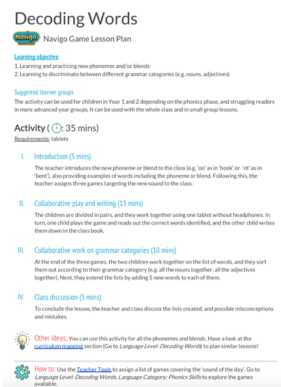 Decoding Words
Navigo Navigo Game Lesson Plan
Learning objective
1. Learning and practicing new phonemes and/or blends
2. Learning to discriminate between different grammar categories (e.g. nouns, adjectives)
Suggested learner groups
The activity can be used for children in Year 1 and 2 depending on the phonics phase, and struggling readers
in more advanced year groups. It can be used with the whole class and in small group lessons.
Activity ( : 35 mins)
Requirements: tablets
I. Introduction (5 mins)
The teacher introduces the new phoneme or blend to the class (e.g. 'oo' as in 'book' or 'nt' as in
'bent'), also providing examples of words including the phoneme or blend. Following this, the
teacher assigns three games targeting the new sound to the class.
II. Collaborative play and writing (15 mins)
The children are divided in pairs, and they work together using one tablet without headphones. In
turn, one child plays the game and reads out the correct words identified, and the other child writes
them down in the class book.
III. Collaborative work on grammar categories (10 mins)
At the end of the three games, the two children work together on the list of words, and they sort
them out according to their grammar category (e.g. all the nouns together, all the adjectives
together). Next, they extend the lists by adding 5 new words to each of them.
IV. Class discussion (5 mins)
To conclude the lesson, the teacher and class discuss the lists created, and possible misconceptions
and mistakes.
Other ideas: You can use this activity for all the phonemes and blends. Have a look at the
curriculum mapping section (Go to Language Level: Decoding Words) to plan similar lessons!
How to: Use the Teacher Tools to assign a list of games covering the 'sound of the day'. Go to
Language Level: Decoding Words; Language Category: Phonics Skills to explore the games
available.